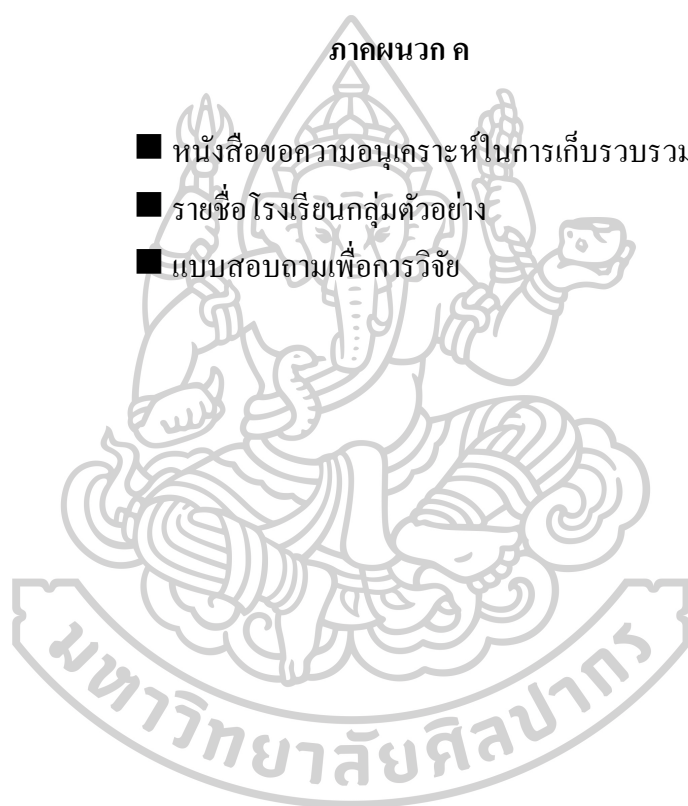 ภาคผนวก ค
■ หนังสือขอความอนุเคราะห์ในการเก็บรวบรวม
■ รายชื่อโรงเรียนกลุ่มตัวอย่าง
■ แบบสอบถามเพื่อการวิจัย
มหาวิทยาลัยศิลปากร